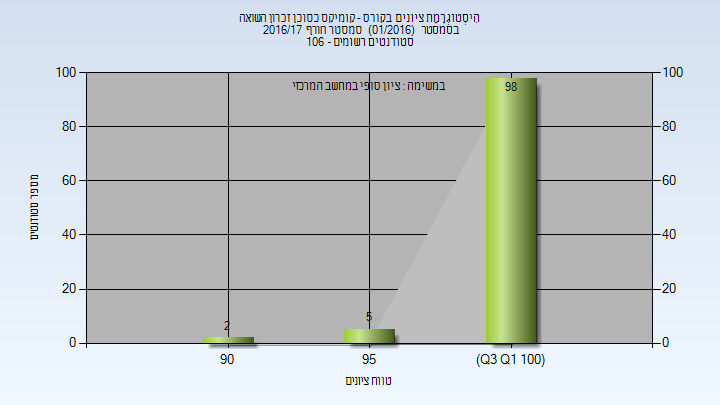 היסטוגרמת ציונים בקורס - קומיקס כסוכן זכרון השואה
בסמסטר (01/2016) סמסטר חורף 2016/17
סטודנטים רשומים - 106
במשימה : ציון סופי במחשב המרכזי
100
80
60
40
20
0
100
80
60
40
20
0
מספר סטודנטים
2
5
98
90
95
(Q3 Q1 100)
טווח ציונים